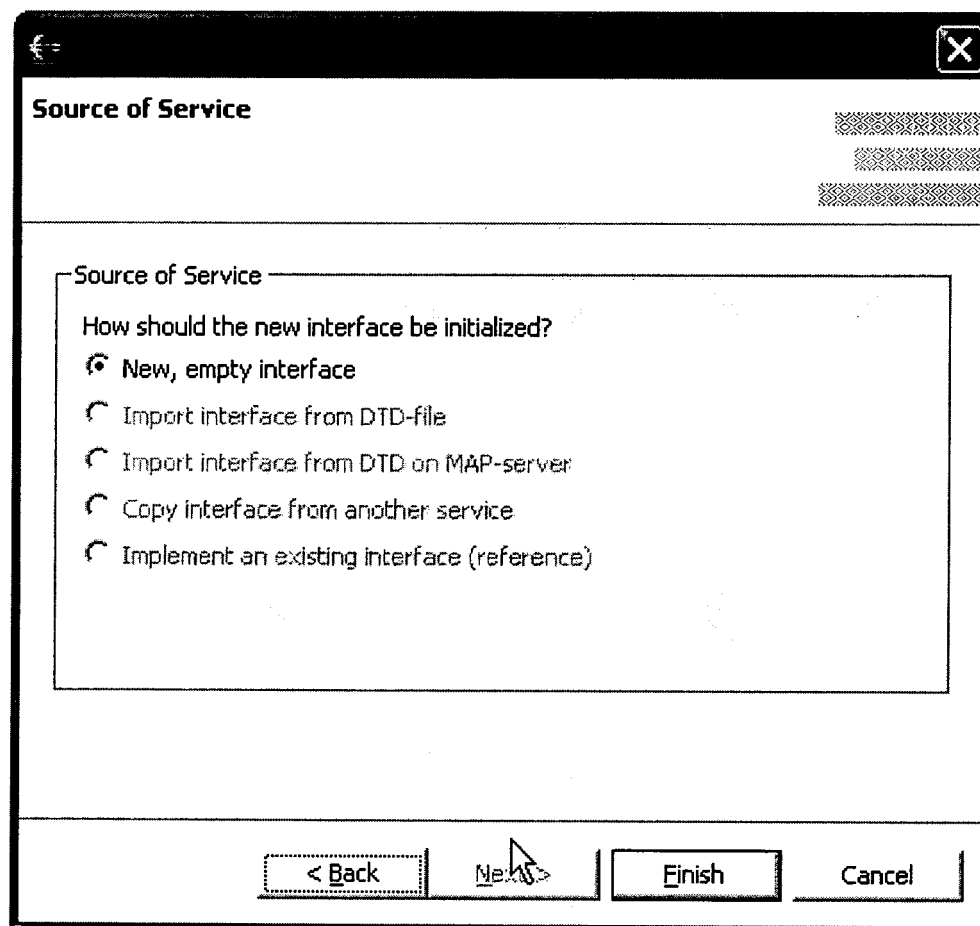 Source of Service
Source of Service
How should the new interface be initialized?
New, empty interface
Import interface from DTD-file
Import interface from DTD on MAP-server
Copy interface from another service
Implement an existing interface (reference)
< Back Next > Finish Cancel